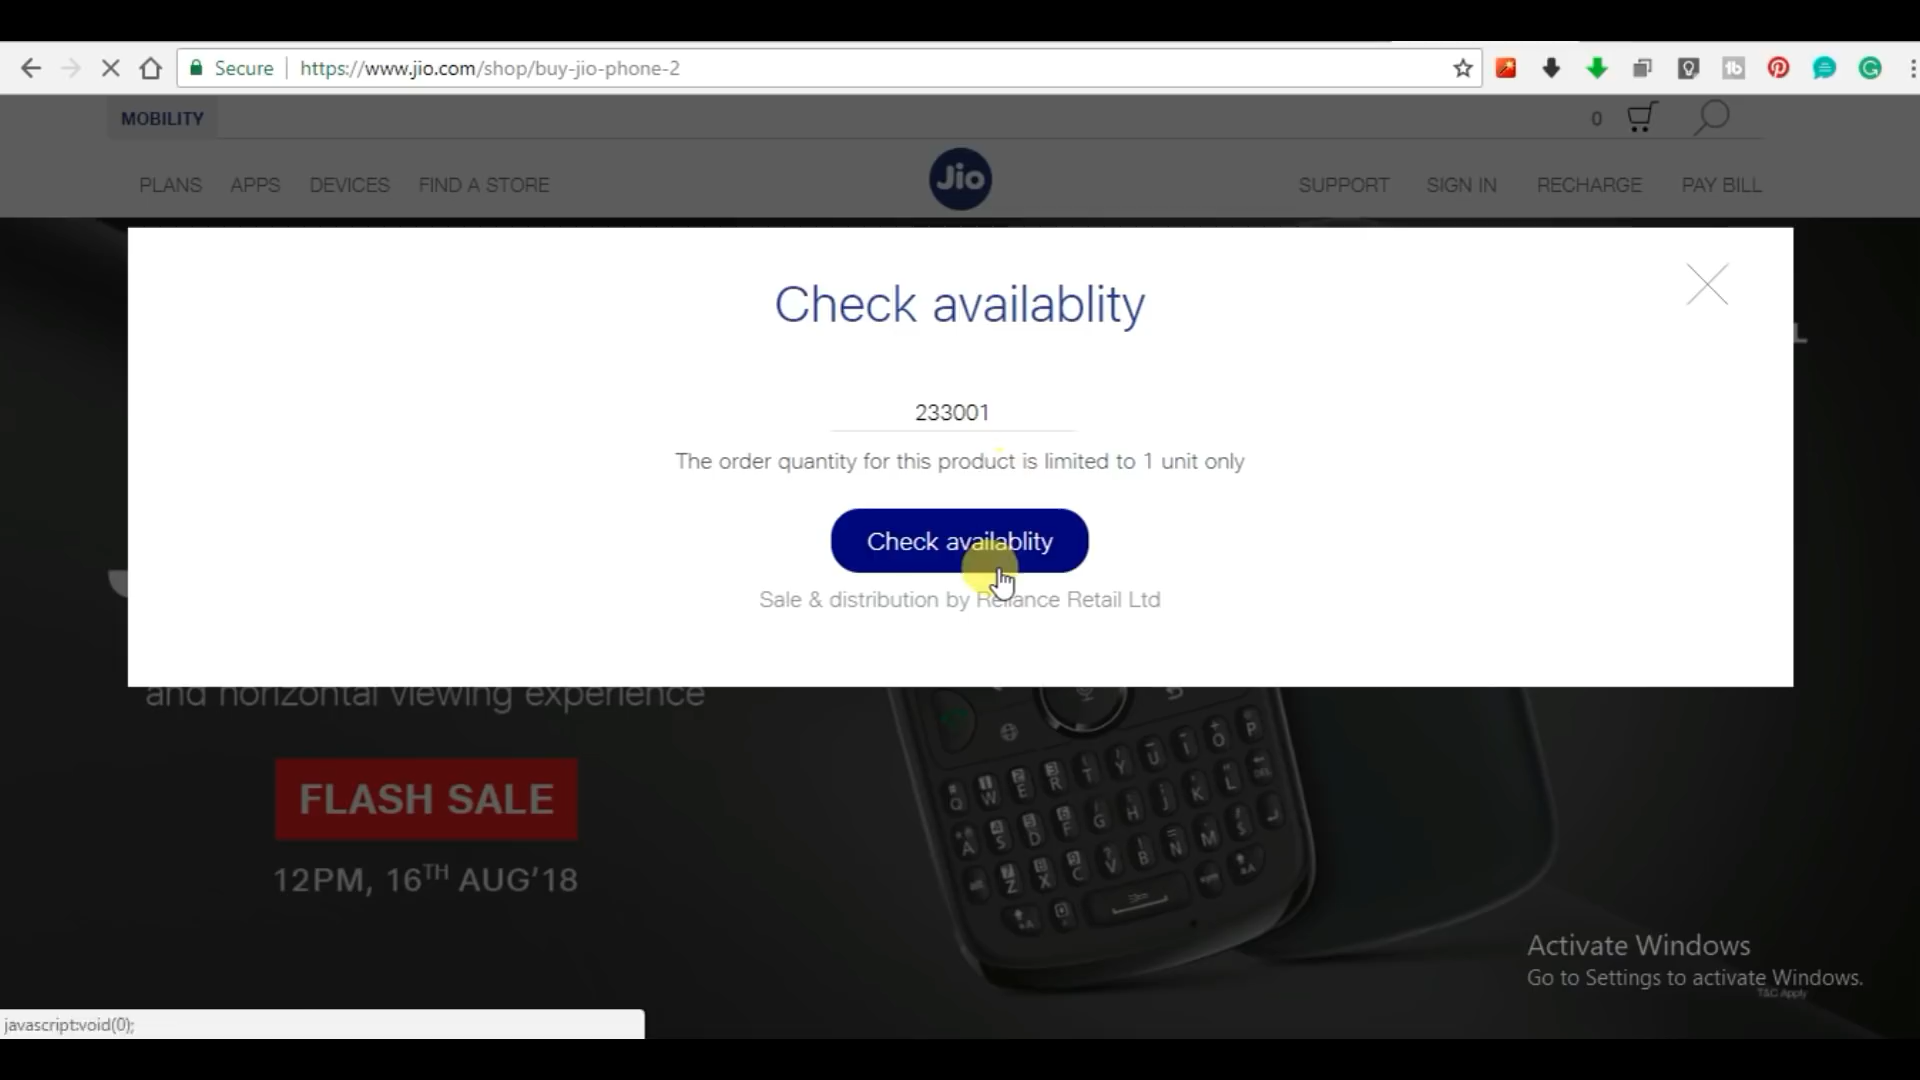 Secure https://www.jio.com/shop/buy-jio-phone-2
MOBILITY 0
PLANS APPS DEVICES FIND A STORE Jio SUPPORT SIGN IN RECHARGE PAY BILL
Check availablity
233001
The order quantity for this product is limited to 1 unit only
Check availablity
Sale & distribution by Reliance Retail Ltd
and horizontal viewing experience
FLASH SALE
12PM, 16TH AUG'18
Q W E R T Y U I O P
A S D F G H J K L DEL
Z X C V B N M $
Activate Windows
Go to Settings to activate Windows.
T&C Apply
javascript:void(0);